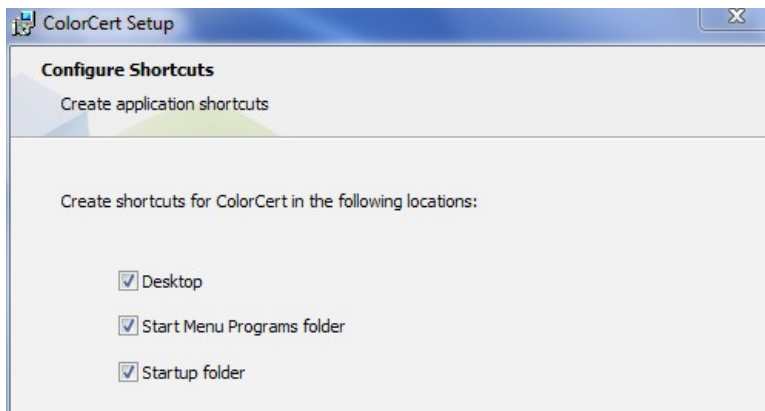 ColorCert Setup
Configure Shortcuts
Create application shortcuts
Create shortcuts for ColorCert in the following locations:
Desktop
Start Menu Programs folder
Startup folder